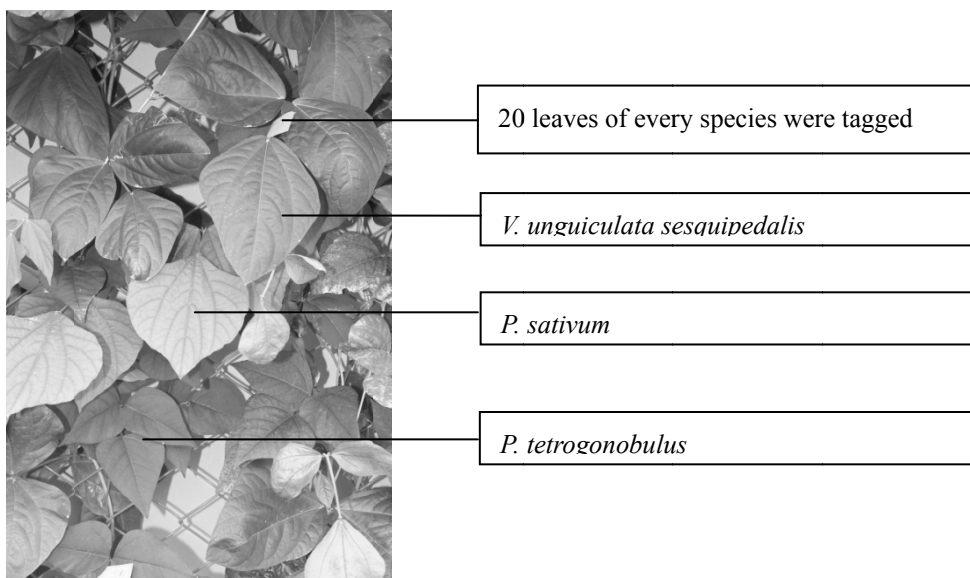 20 leaves of every species were tagged
V. unguiculata sesquipedalis
P. sativum
P. tetrogonobulus